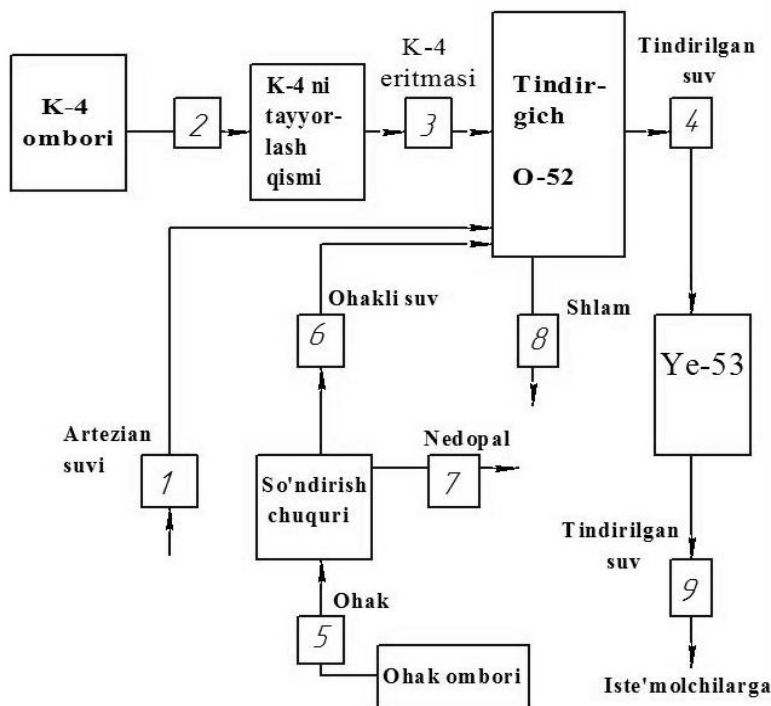 K-4
ombori
2
K-4 ni
tayyor-
lash
qismi
K-4
eritmasi
3
Tindir-
gich
O-52
Tindirilgan
suv
4
Ohakli suv
6
Shlam
8
Ye-53
Artezian
suvi
1
So'ndirish
chuquri
Nedopal
7
Tindirilgan
suv
9
Ohak
5
Ohak ombori
Iste'molchilarga